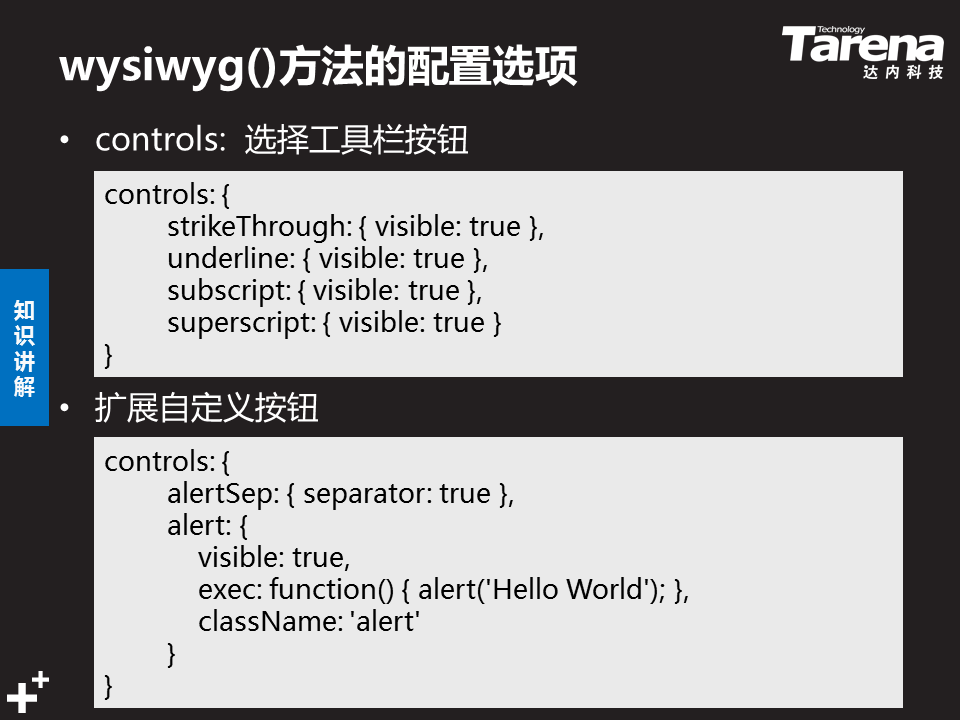 wysiwyg()方法的配置选项
Technology
Tarena
达内科技
• controls: 选择工具栏按钮
controls: {
strikeThrough: { visible: true },
underline: { visible: true },
subscript: { visible: true },
superscript: { visible: true }
}
知识讲解
• 扩展自定义按钮
controls: {
alertSep: { separator: true },
alert: {
visible: true,
exec: function() { alert('Hello World'); },
className: 'alert'
}
}